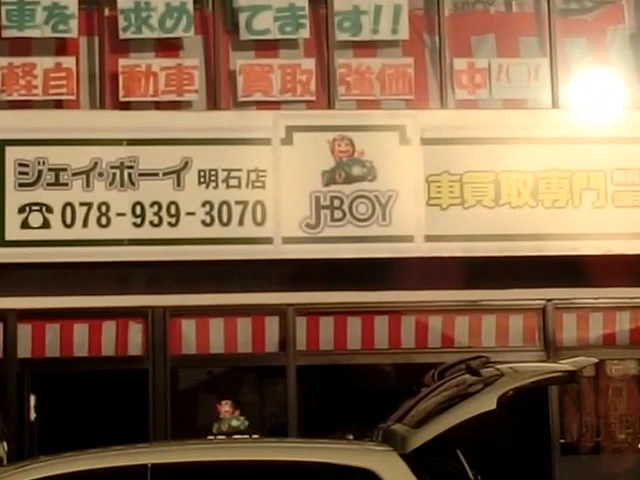 車を求めてます!!
軽自動車買取強価中
ジェイ・ボーイ 明石店
☎078-939-3070
J-BOY
車買取専門